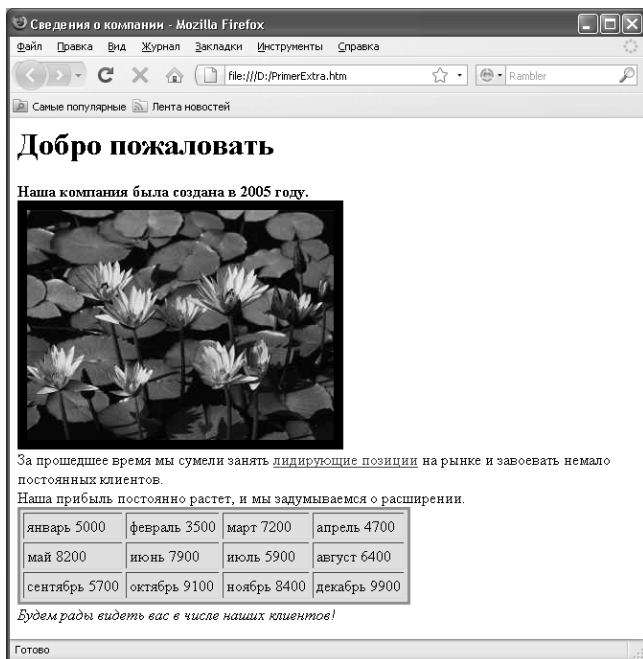 Сведения о компании - Mozilla Firefox
Файл Правка Вид Журнал Закладки Инструменты Справка
file:///D:/PrimerExtra.htm Rambler
Самые популярные Лента новостей
Добро пожаловать
Наша компания была создана в 2005 году.
За прошедшее время мы сумели занять лидирующие позиции на рынке и завоевать немало
постоянных клиентов.
Наша прибыль постоянно растет, и мы задумываемся о расширении.
январь 5000 февраль 3500 март 7200 апрель 4700
май 8200 июнь 7900 июль 5900 август 6400
сентябрь 5700 октябрь 9100 ноябрь 8400 декабрь 9900
Будем рады видеть вас в числе наших клиентов!
Готово